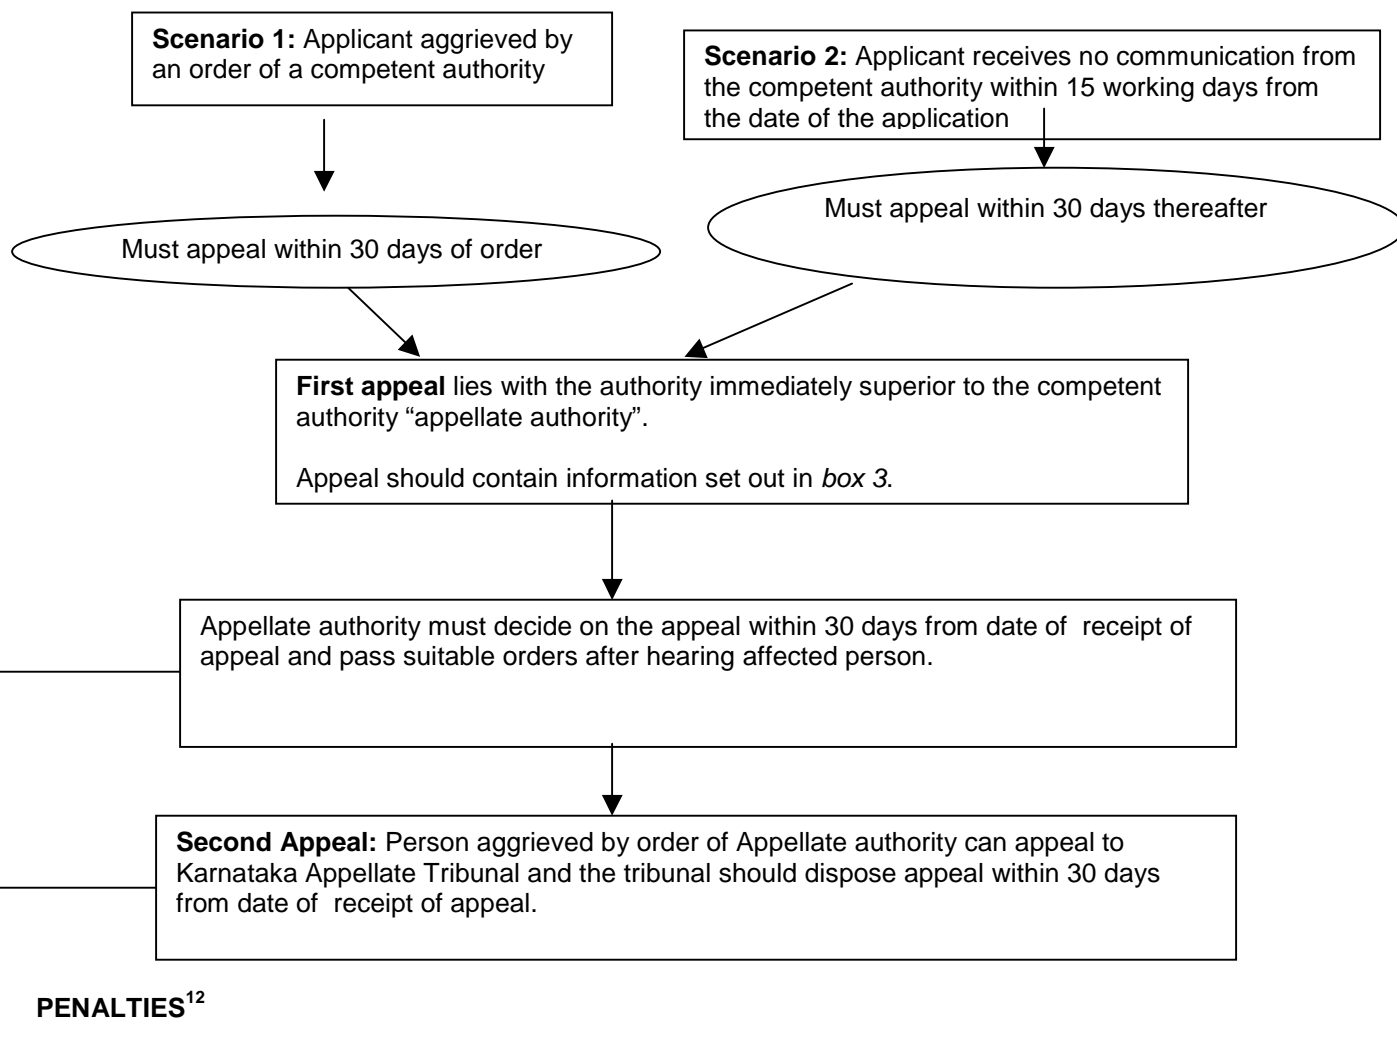 Scenario 1: Applicant aggrieved by
an order of a competent authority
Scenario 2: Applicant receives no communication from
the competent authority within 15 working days from
the date of the application
Must appeal within 30 days of order
Must appeal within 30 days thereafter
First appeal lies with the authority immediately superior to the competent
authority “appellate authority”.
Appeal should contain information set out in box 3.
Appellate authority must decide on the appeal within 30 days from date of receipt of
appeal and pass suitable orders after hearing affected person.
Second Appeal: Person aggrieved by order of Appellate authority can appeal to
Karnataka Appellate Tribunal and the tribunal should dispose appeal within 30 days
from date of receipt of appeal.
PENALTIES12